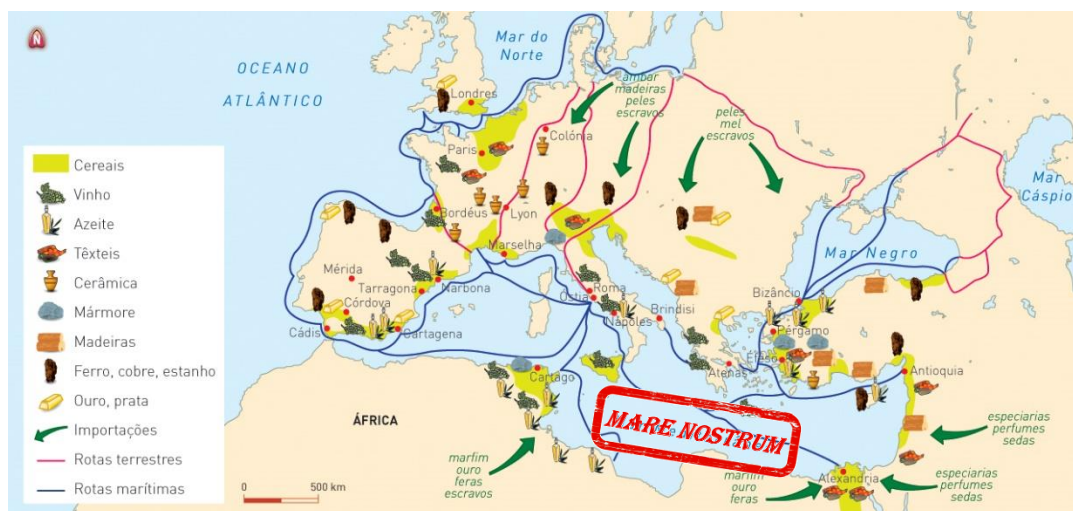 N
Mar do
Norte
OCEANO
ATLÂNTICO
Londres
âmbar
madeiras
peles
escravos
peles
mel
escravos
Colónia
Paris
Mar
Cáspio
Cereais
Vinho
Azeite
Têxteis
Cerâmica
Mármore
Madeiras
Ferro, cobre, estanho
Ouro, prata
Importações
Rotas terrestres
Rotas marítimas
0 500 km
Bordéus
Lyon
Marselha
Mar Negro
Mérida
Tarragona
Narbona
Córdova
Cádis
Cartagena
Roma
Óstia
Nápoles
Brindisi
Bizâncio
Pérgamo
Éfeso
Atenas
Antioquia
Cartago
ÁFRICA
MARE NOSTRUM
especiarias
perfumes
sedas
marfim
ouro
feras
escravos
marfim
ouro
feras
Alexandria
especiarias
perfumes
sedas